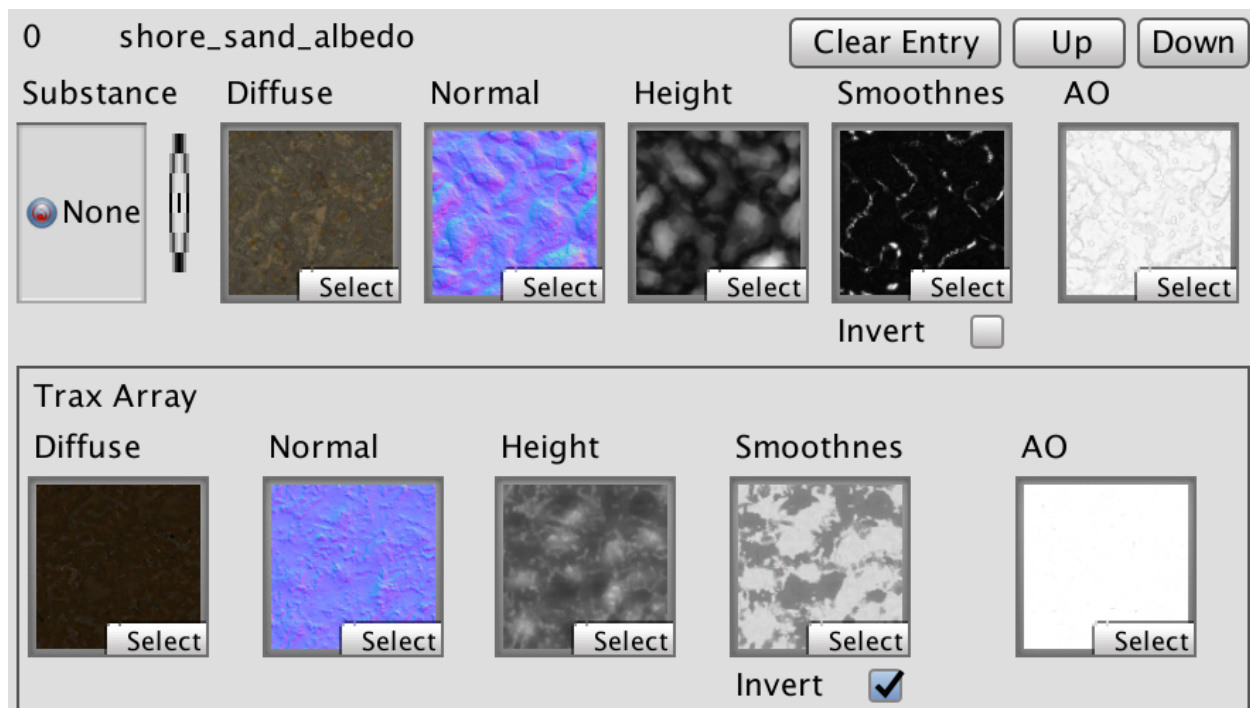 0 shore_sand_albedo Clear Entry Up Down
Substance Diffuse Normal Height Smoothnes AO
None Select Select Select Select Select
Invert
Trax Array
Diffuse Normal Height Smoothnes AO
Select Select Select Select Select
Invert